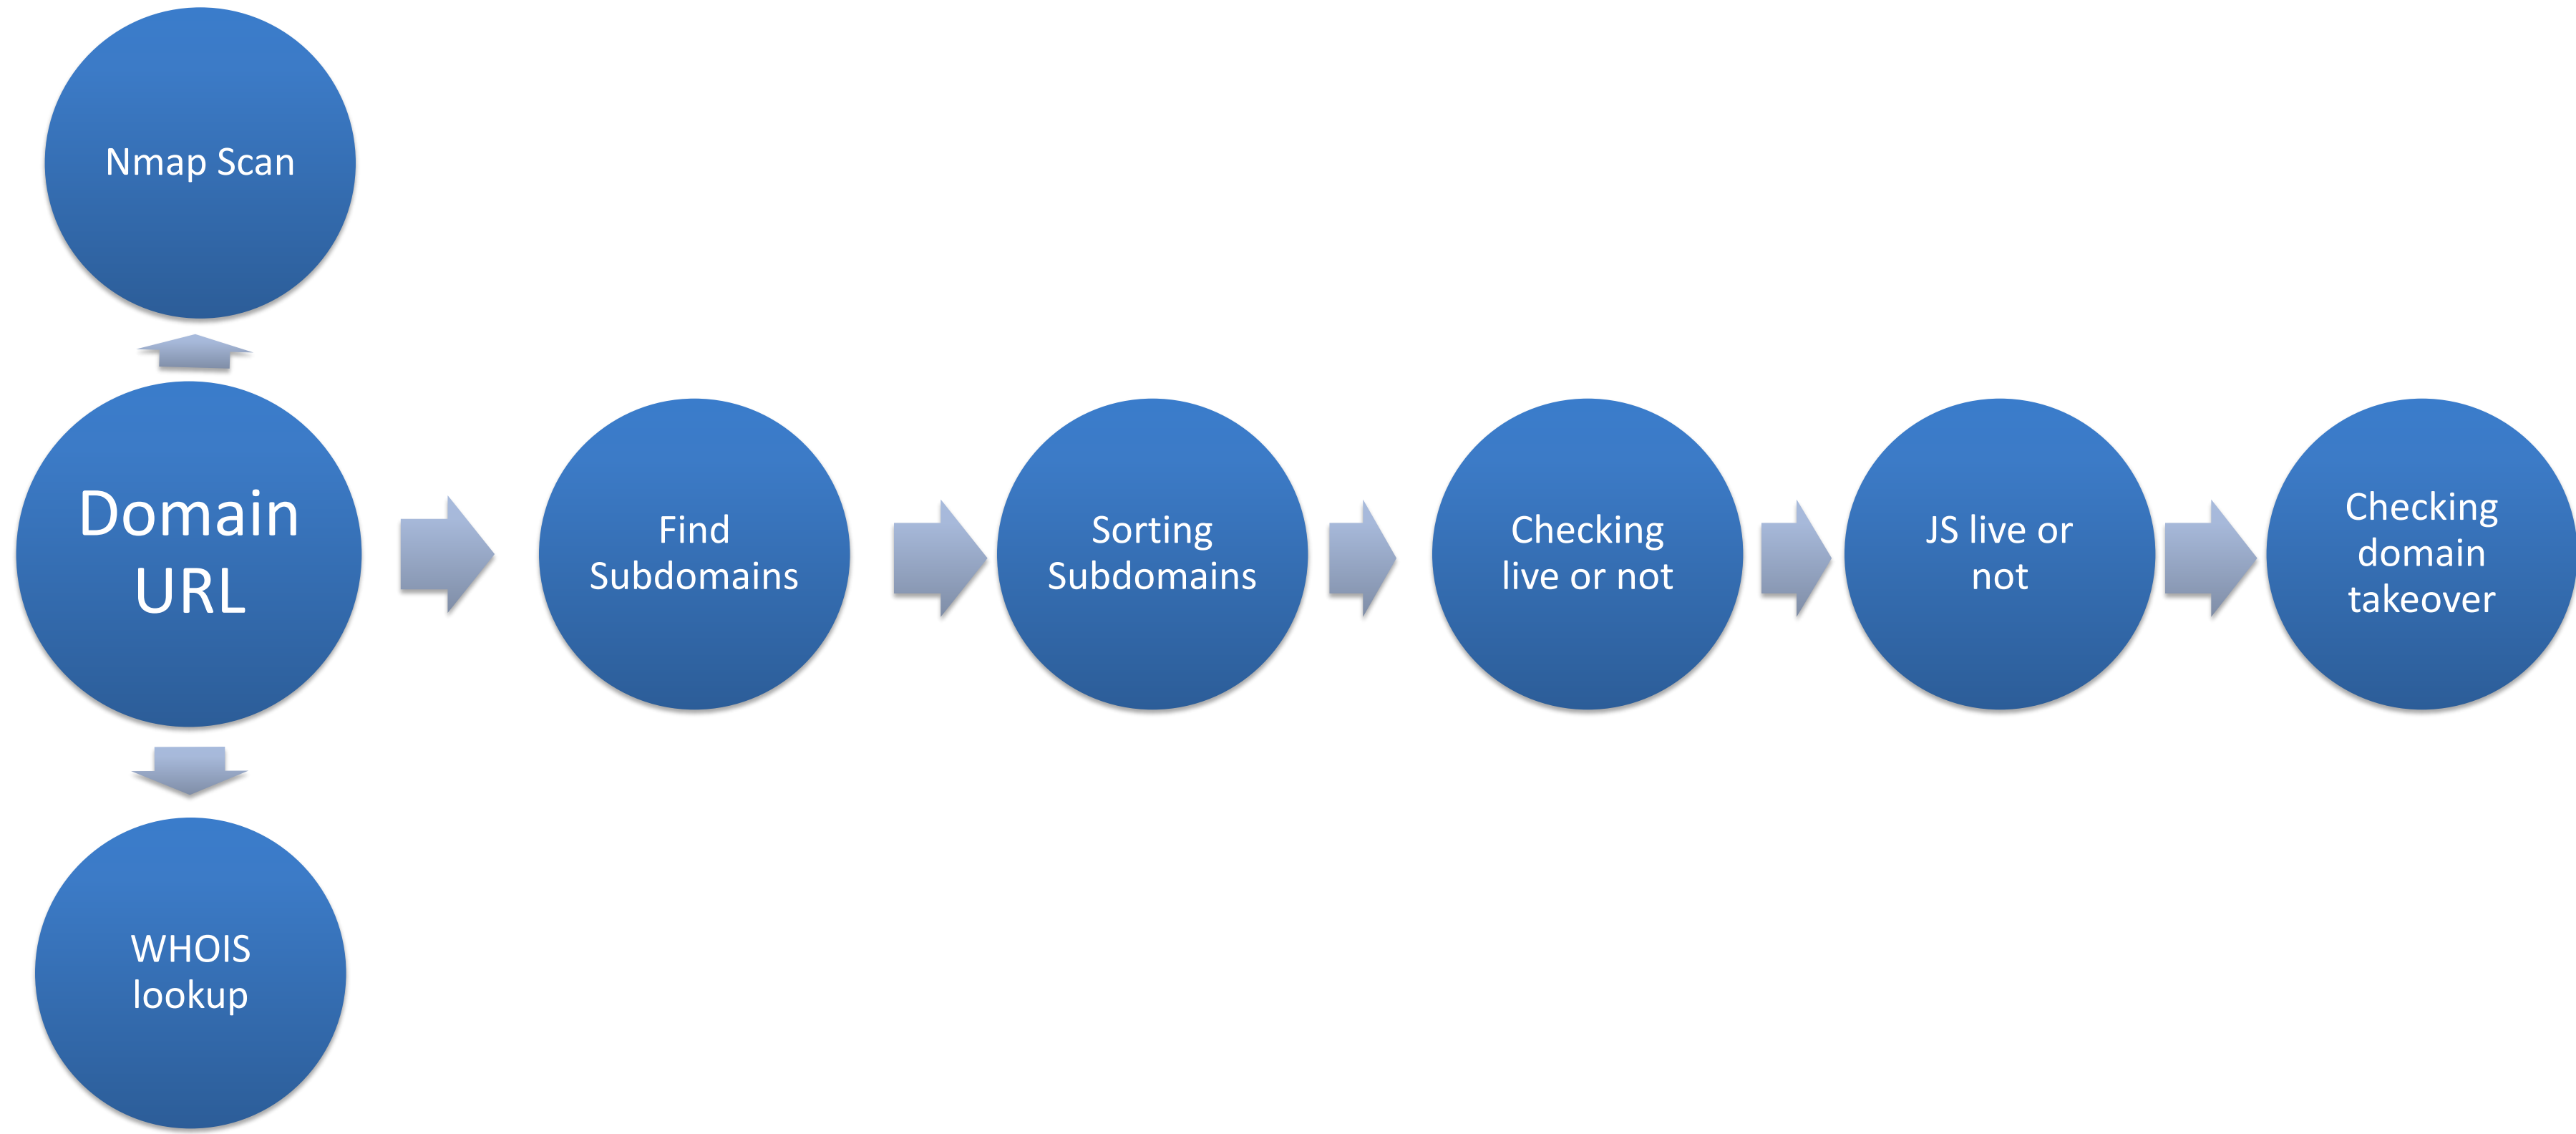 Nmap Scan
Domain
URL
Find
Subdomains
Sorting
Subdomains
Checking
live or not
JS live or
not
Checking
domain
takeover
WHOIS
lookup